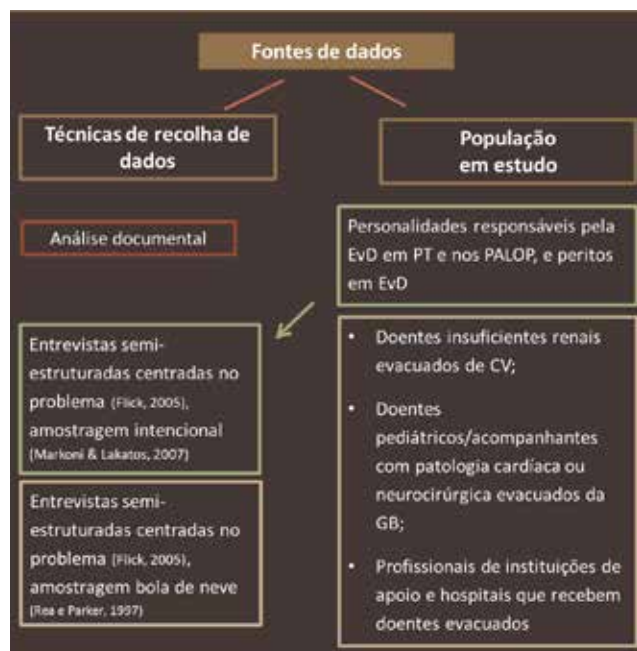 Fontes de dados
Técnicas de recolha de
dados
População
em estudo
Análise documental
Personalidades responsáveis pela
EvD em PT e nos PALOP, e peritos
em EvD
Entrevistas semi-
estruturadas centradas no
problema (Flick, 2005),
amostragem intencional
(Markoni & Lakatos, 2007)
Entrevistas semi-
estruturadas centradas no
problema (Flick, 2005),
amostragem bola de neve
(Rea e Parker, 1997)
• Doentes insuficientes renais
evacuados de CV;
• Doentes
pediátricos/acompanhantes
com patologia cardíaca ou
neurocirúrgica evacuados da
GB;
• Profissionais de instituições de
apoio e hospitais que recebem
doentes evacuados